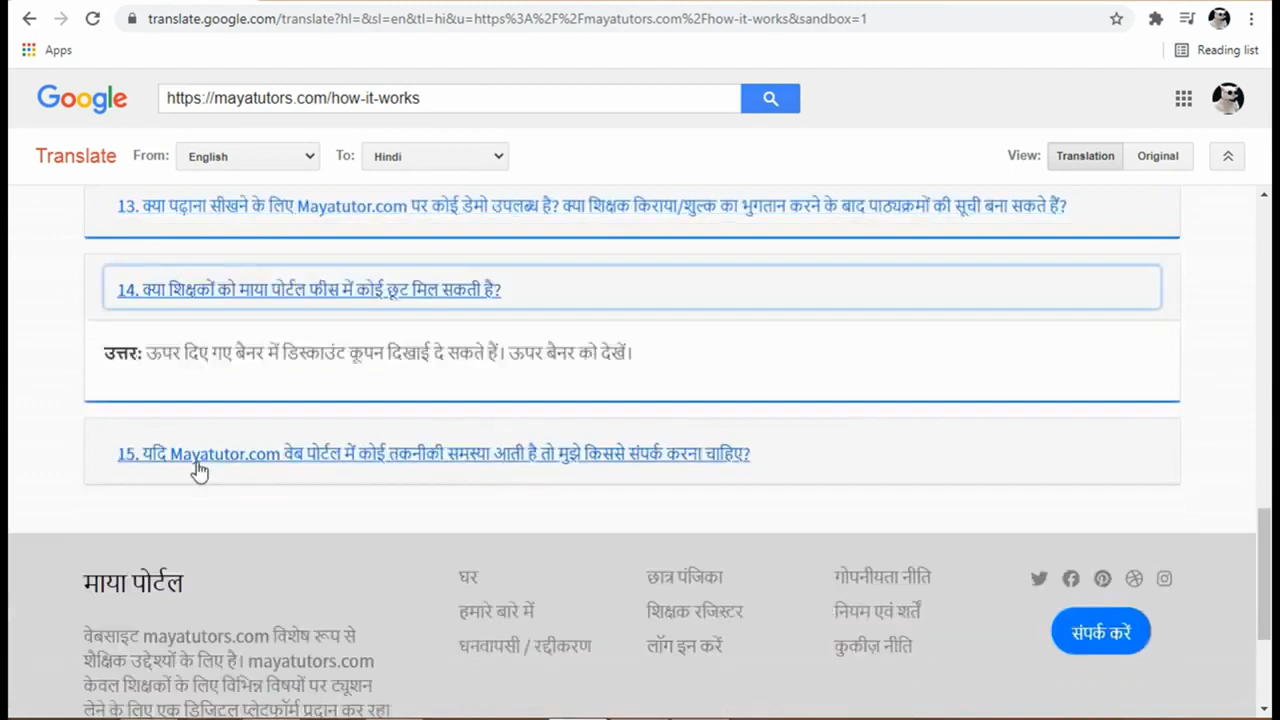 translate.google.com/translate?hl=&sl=en&tl=hi&u=https%3A%2F%2Fmayatutors.com%2Fhow-it-works&sandbox=1
Apps
Reading list
Google
https://mayatutors.com/how-it-works
Translate From: English To: Hindi View: Translation Original
13. क्या पढ़ाना सीखने के लिए Mayatutor.com पर कोई डेमो उपलब्ध है? क्या शिक्षक किराया/शुल्क का भुगतान करने के बाद पाठ्यक्रमों की सूची बना सकते हैं?
14. क्या शिक्षकों को माया पोर्टल फीस में कोई छूट मिल सकती है?
उत्तर: ऊपर दिए गए बैनर में डिस्काउंट कूपन दिखाई दे सकते हैं। ऊपर बैनर को देखें।
15. यदि Mayatutor.com वेब पोर्टल में कोई तकनीकी समस्या आती है तो मुझे किससे संपर्क करना चाहिए?
माया पोर्टल
वेबसाइट mayatutors.com विशेष रूप से
शैक्षिक उद्देश्यों के लिए है। mayatutors.com
केवल शिक्षकों के लिए विभिन्न विषयों पर ट्यूशन
लेने के लिए एक डिजिटल प्लेटफॉर्म प्रदान कर रहा
घर
हमारे बारे में
धनवापसी / रद्दीकरण
छात्र पंजिका
शिक्षक रजिस्टर
लॉग इन करें
गोपनीयता नीति
नियम एवं शर्तें
कुकीज़ नीति
संपर्क करें